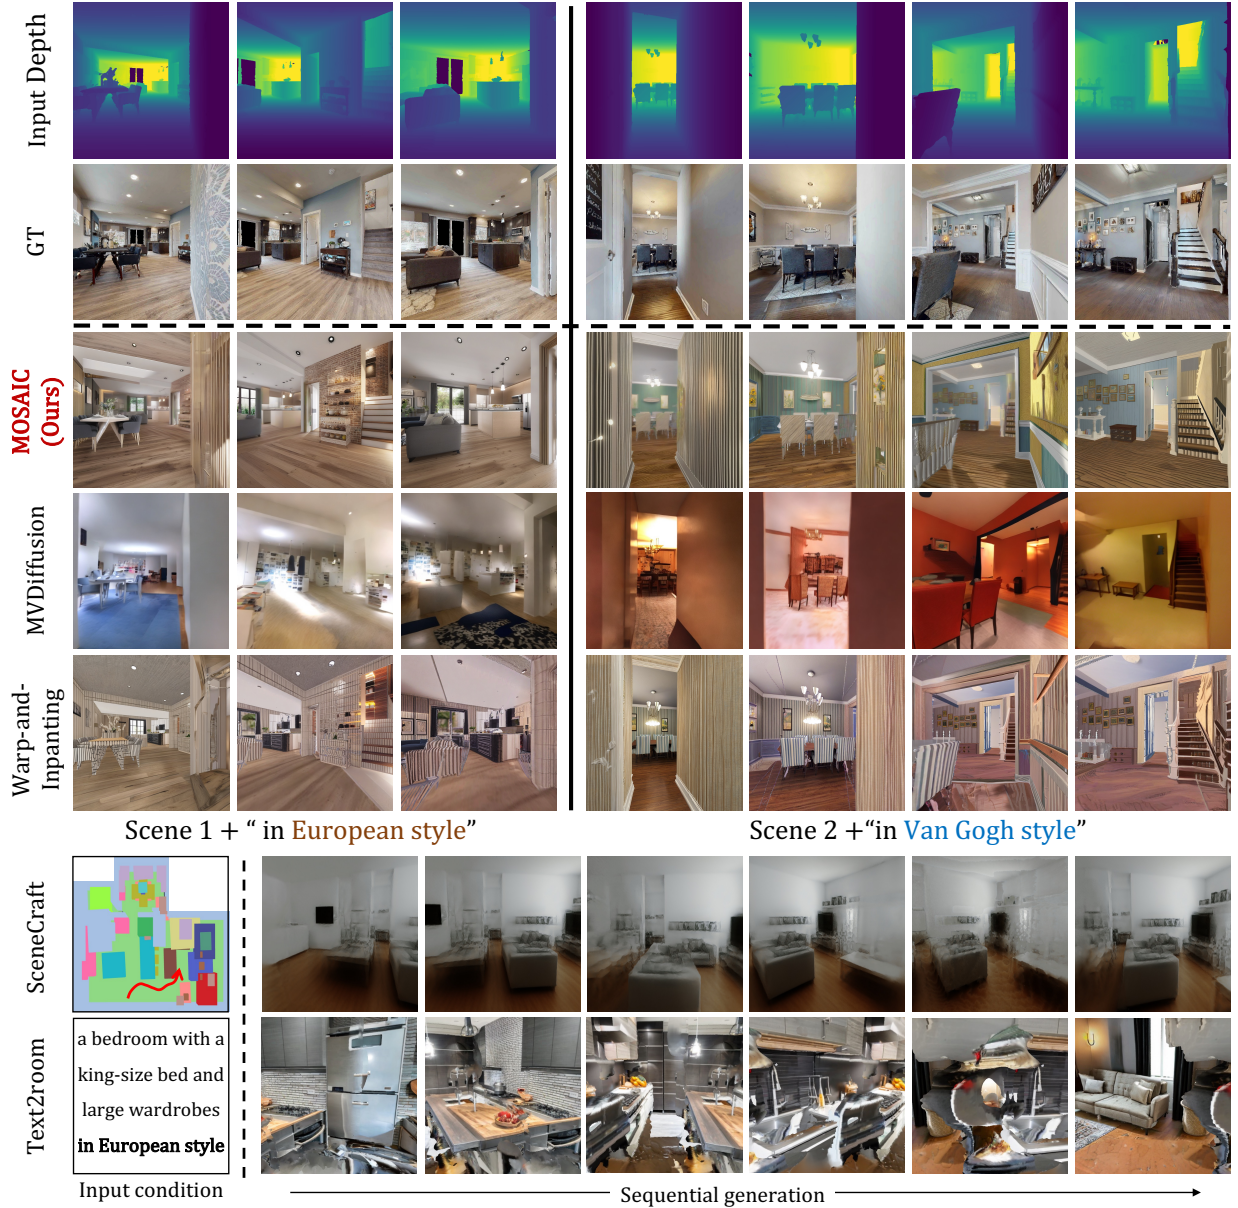 Input Depth
GT
MOSAIC
(Ours)
MVDiffusion
Warp-and-
Inpanting
Scene 1 + “ in European style”
Scene 2 +“in Van Gogh style”
SceneCraft
Text2room
a bedroom with a
king-size bed and
large wardrobes
in European style
Input condition
Sequential generation